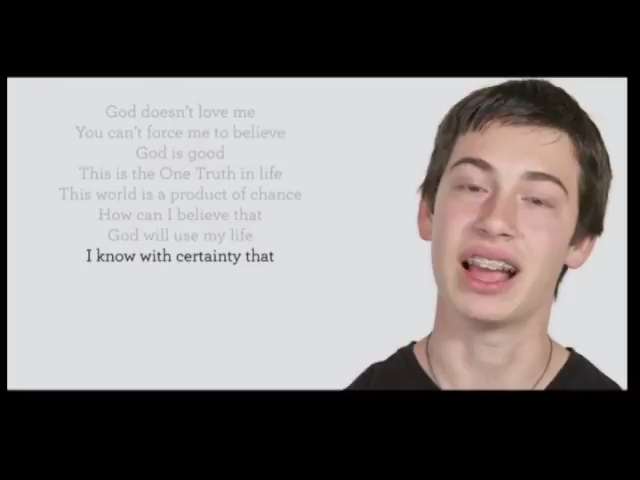 God doesn't love me
You can't force me to believe
God is good
This is the One Truth in life
This world is a product of chance
How can I believe that
God will use my life
I know with certainty that